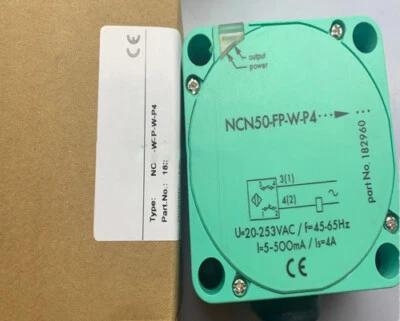 CE
Type: NC -W-P-W-P4
Part.No.: 18
output
power
NCN50-FP-W-P4
part No. 182960
3(1)
4(2)
U=20-253VAC / f=45-65Hz
I=5-500mA / Is=4A
CE